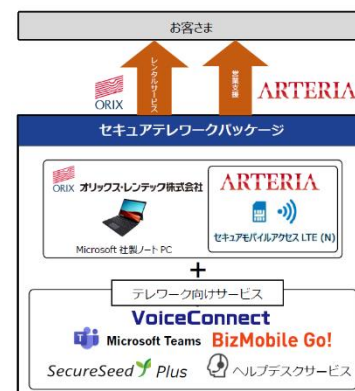 お客さま
ORIX
レンタルサービス
営業支援
ARTERIA
セキュアテレワークパッケージ
ORIX オリックス・レンテック株式会社
Microsoft 社製ノート PC
ARTERIA
セキュアモバイルアクセス LTE (N)
+
テレワーク向けサービス
VoiceConnect
Microsoft Teams
BizMobile Go!
SecureSeed Plus
ヘルプデスクサービス